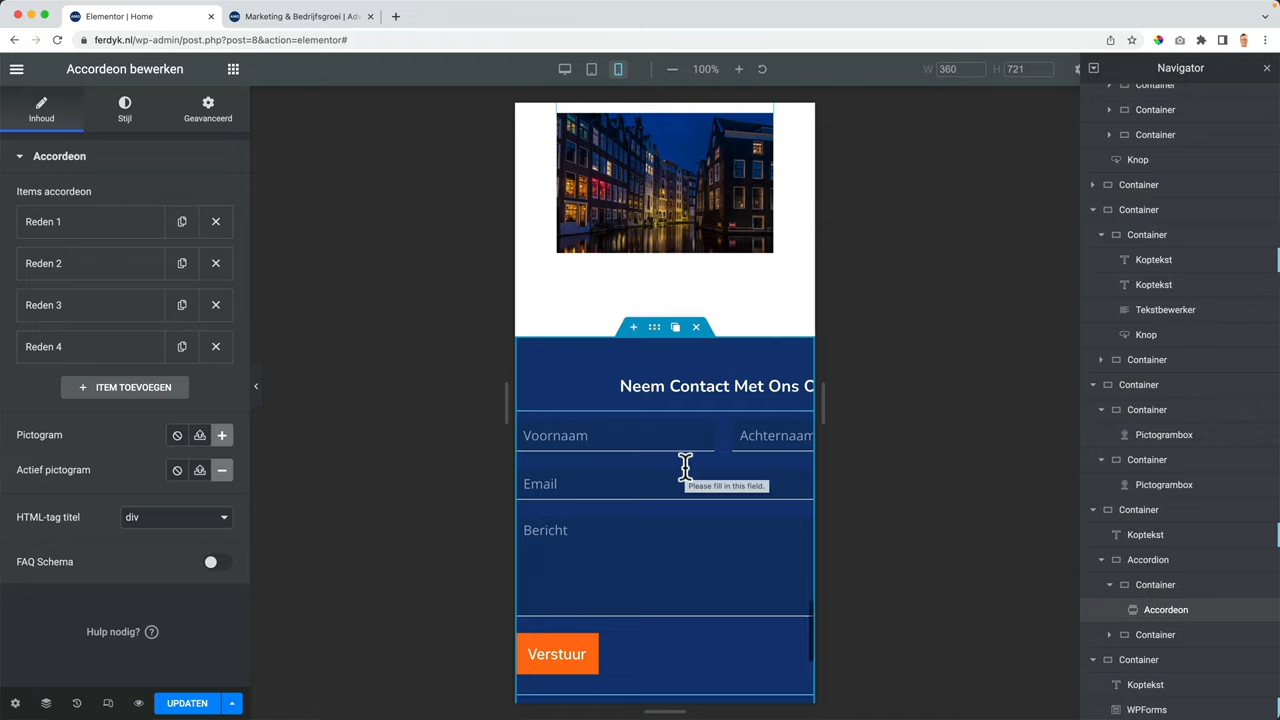 Elementor | Home
Marketing & Bedrijfsgroei | Adv
ferdyk.nl/wp-admin/post.php?post=8&action=elementor#
Accordeon bewerken
100%
W 360
H 721
Navigator
Inhoud
Stijl
Geavanceerd
Accordeon
Items accordeon
Reden 1
Reden 2
Reden 3
Reden 4
ITEM TOEVOEGEN
Pictogram
Actief pictogram
HTML-tag titel
div
FAQ Schema
Hulp nodig?
UPDATEN
Neem Contact Met Ons O
Voornaam
Achternaam
Email
Please fill in this field.
Bericht
Verstuur
Container
Container
Container
Knop
Container
Container
Container
Koptekst
Koptekst
Tekstbewerker
Knop
Container
Container
Container
Pictogrambox
Container
Pictogrambox
Container
Koptekst
Accordion
Container
Accordeon
Container
Container
Koptekst
WPForms